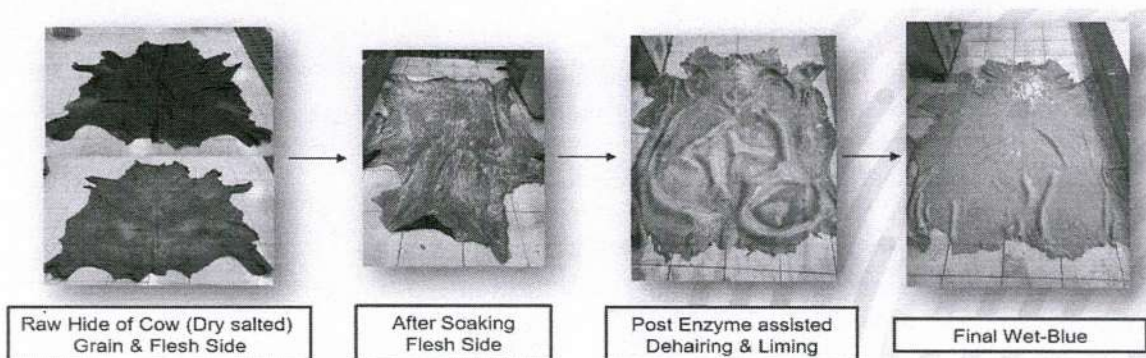 Raw Hide of Cow (Dry salted)
Grain & Flesh Side
After Soaking
Flesh Side
Post Enzyme assisted
Dehairing & Liming
Final Wet-Blue